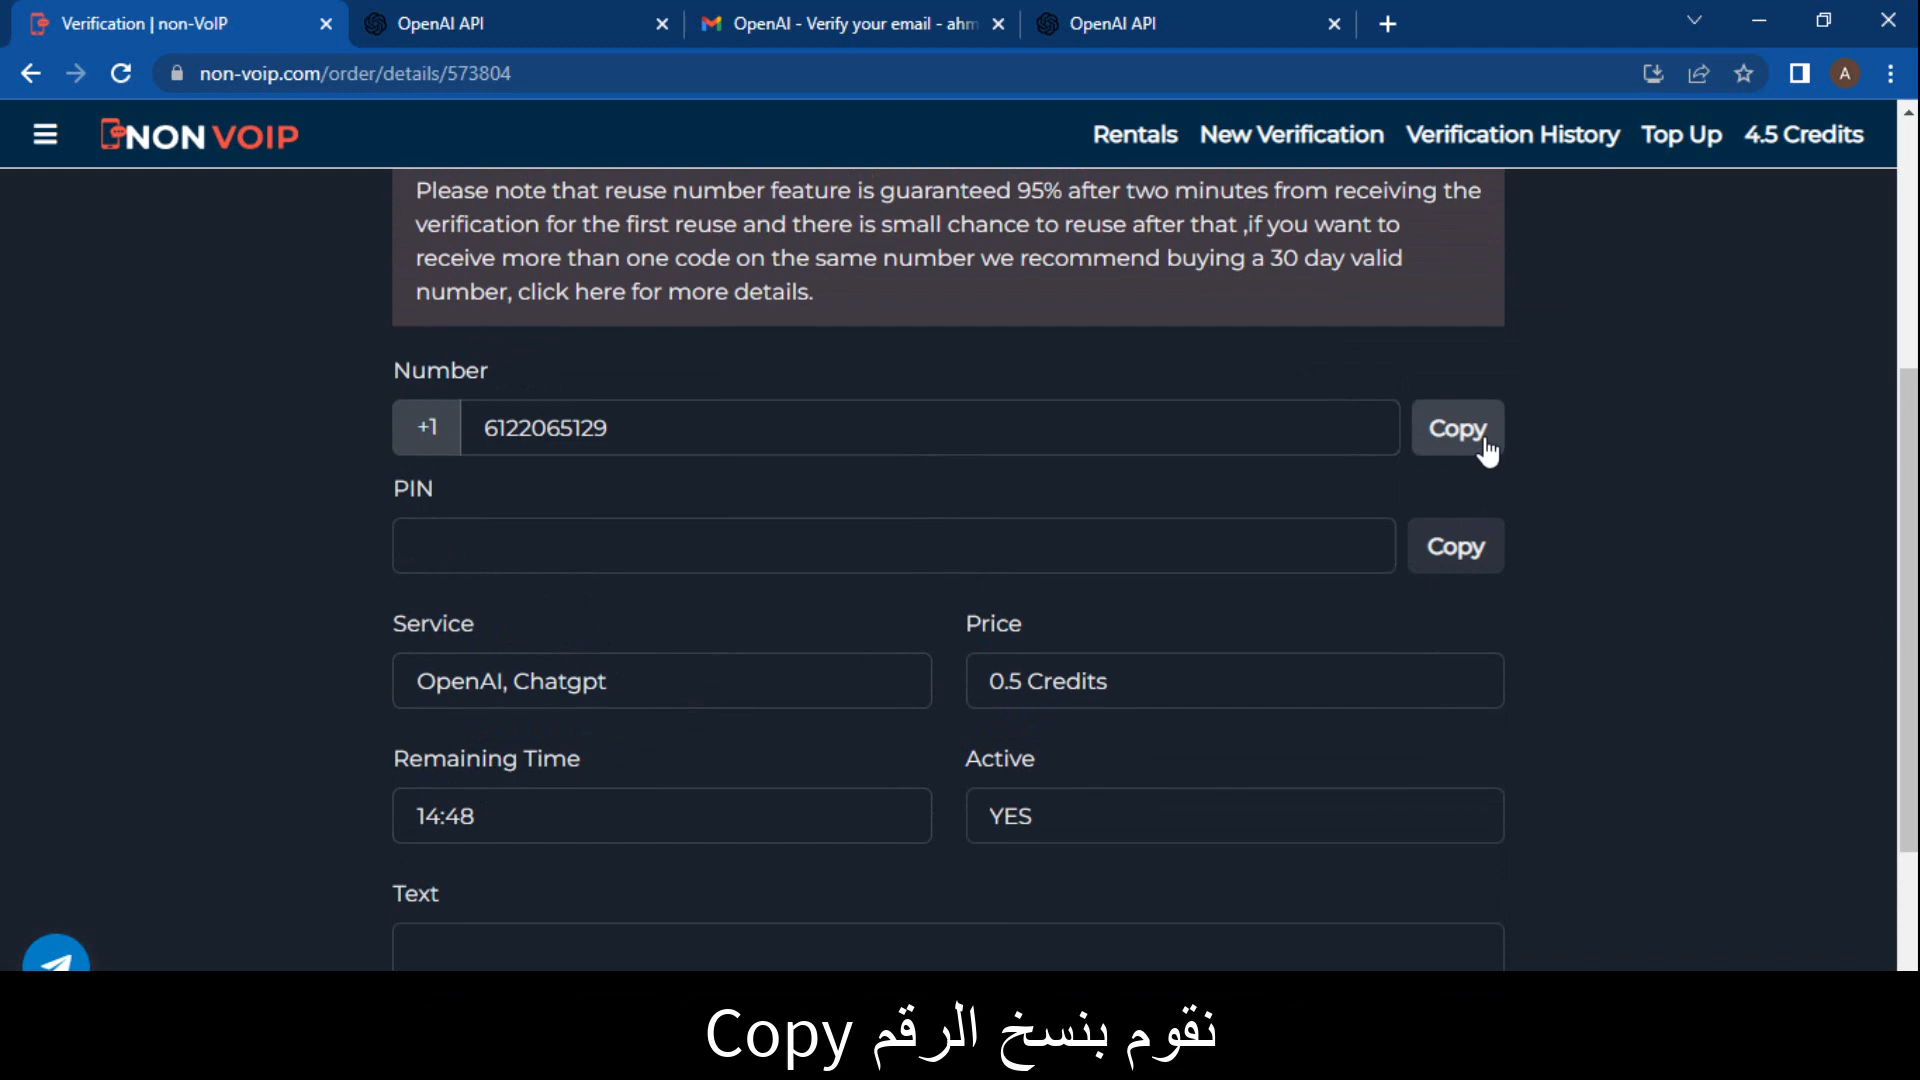 Verification | non-VoIP
OpenAI API
OpenAI - Verify your email - ahm
OpenAI API
non-voip.com/order/details/573804
A
NON VOIP
Rentals
New Verification
Verification History
Top Up
4.5 Credits
Please note that reuse number feature is guaranteed 95% after two minutes from receiving the
verification for the first reuse and there is small chance to reuse after that ,if you want to
receive more than one code on the same number we recommend buying a 30 day valid
number, click here for more details.
Number
+1
6122065129
Copy
PIN
Copy
Service
Price
OpenAI, Chatgpt
0.5 Credits
Remaining Time
Active
14:48
YES
Text
نقوم بنسخ الرقم Copy